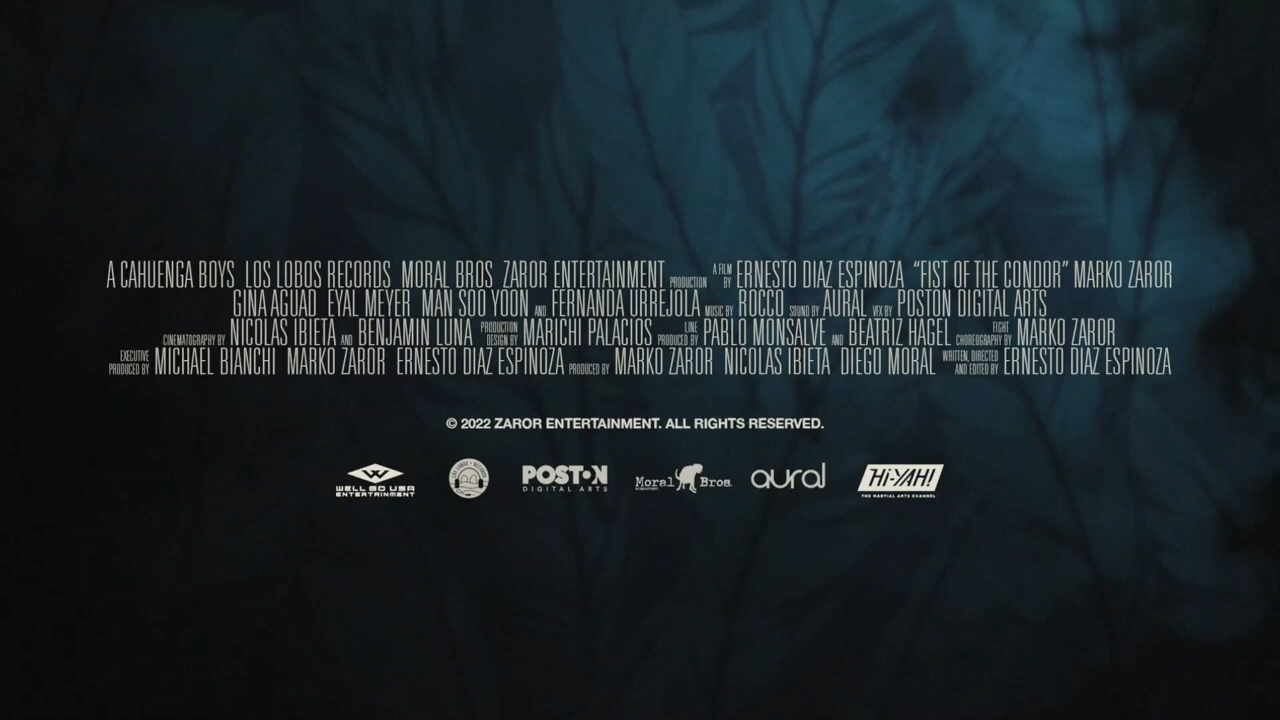 A CAHUENGA BOYS LOS LOBOS RECORDS MORAL BROS ZAROR ENTERTAINMENT PRODUCTION A FILM BY ERNESTO DIAZ ESPINOZA “FIST OF THE CONDOR” MARKO ZAROR
GINA AGUAD EYAL MEYER MAN SOO YOON AND FERNANDA URREJOLA MUSIC BY ROCCO SOUND BY AURAL VFX BY POSTON DIGITAL ARTS
CINEMATOGRAPHY BY NICOLAS IBIETA AND BENJAMIN LUNA PRODUCTION DESIGN BY MARICHI PALACIOS LINE PRODUCED BY PABLO MONSALVE AND BEATRIZ HAGEL FIGHT CHOREOGRAPHY BY MARKO ZAROR
EXECUTIVE PRODUCED BY MICHAEL BIANCHI MARKO ZAROR ERNESTO DIAZ ESPINOZA PRODUCED BY MARKO ZAROR NICOLAS IBIETA DIEGO MORAL WRITTEN, DIRECTED AND EDITED BY ERNESTO DIAZ ESPINOZA
© 2022 ZAROR ENTERTAINMENT. ALL RIGHTS RESERVED.
WELL GO USA ENTERTAINMENT
POSTON DIGITAL ARTS
Moral Bros.
aural
Hi-YAH!
THE MARTIAL ARTS CHANNEL